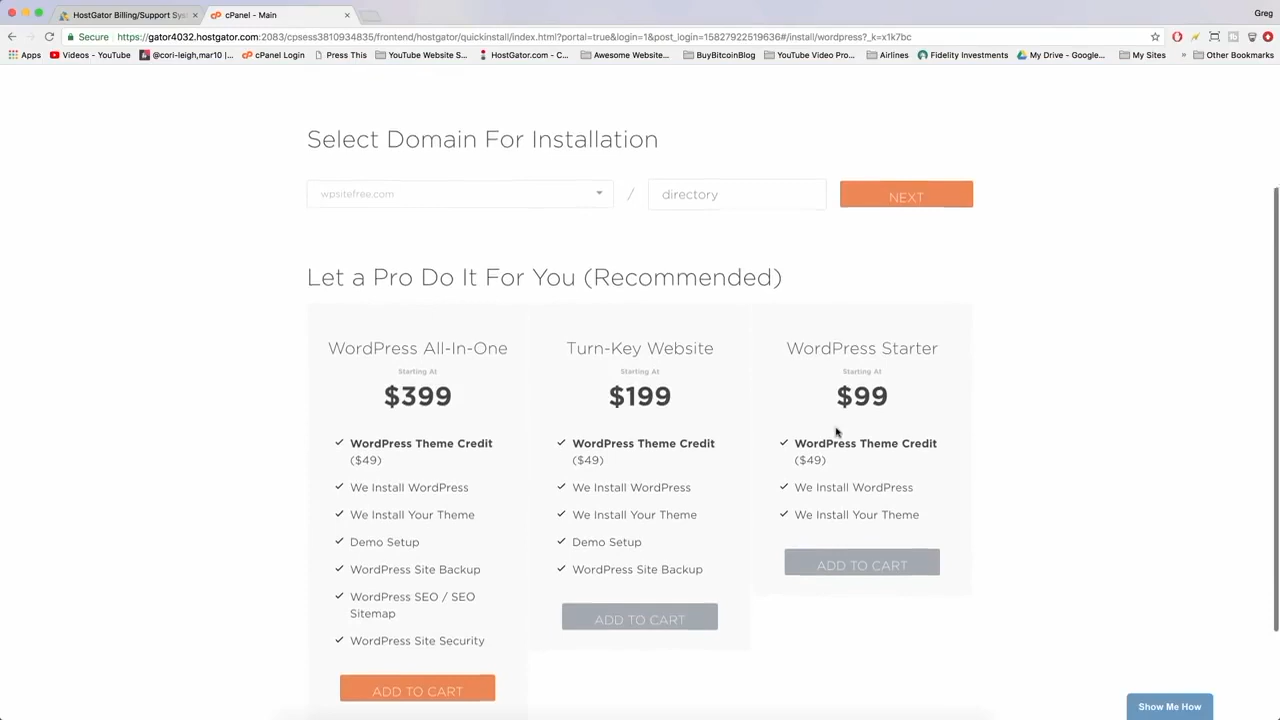 HostGator Billing/Support Sys
cPanel - Main
Greg
Secure
https://gator4032.hostgator.com:2083/cpsess3810934835/frontend/hostgator/quickinstall/index.html?portal=true&login=1&post_login=15827922519636#/install/wordpress?_k=x1k7bc
Apps
Videos - YouTube
@cori-leigh,mar10 |...
cPanel Login
Press This
YouTube Website S...
HostGator.com - C...
Awesome Website...
BuyBitcoinBlog
YouTube Video Pro...
Airlines
Fidelity Investments
My Drive - Google...
My Sites
»
Other Bookmarks
Select Domain For Installation
wpsitefree.com
/
directory
NEXT
Let a Pro Do It For You (Recommended)
WordPress All-In-One
Starting At
$399
WordPress Theme Credit
($49)
We Install WordPress
We Install Your Theme
Demo Setup
WordPress Site Backup
WordPress SEO / SEO
Sitemap
WordPress Site Security
ADD TO CART
Turn-Key Website
Starting At
$199
WordPress Theme Credit
($49)
We Install WordPress
We Install Your Theme
Demo Setup
WordPress Site Backup
ADD TO CART
WordPress Starter
Starting At
$99
WordPress Theme Credit
($49)
We Install WordPress
We Install Your Theme
ADD TO CART
Show Me How